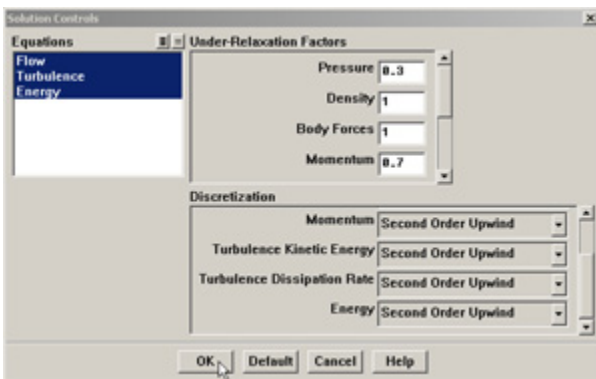 Solution Controls
Equations
Flow
Turbulence
Energy
Under-Relaxation Factors
Pressure 0.3
Density 1
Body Forces 1
Momentum 0.7
Discretization
Momentum Second Order Upwind
Turbulence Kinetic Energy Second Order Upwind
Turbulence Dissipation Rate Second Order Upwind
Energy Second Order Upwind
OK Default Cancel Help